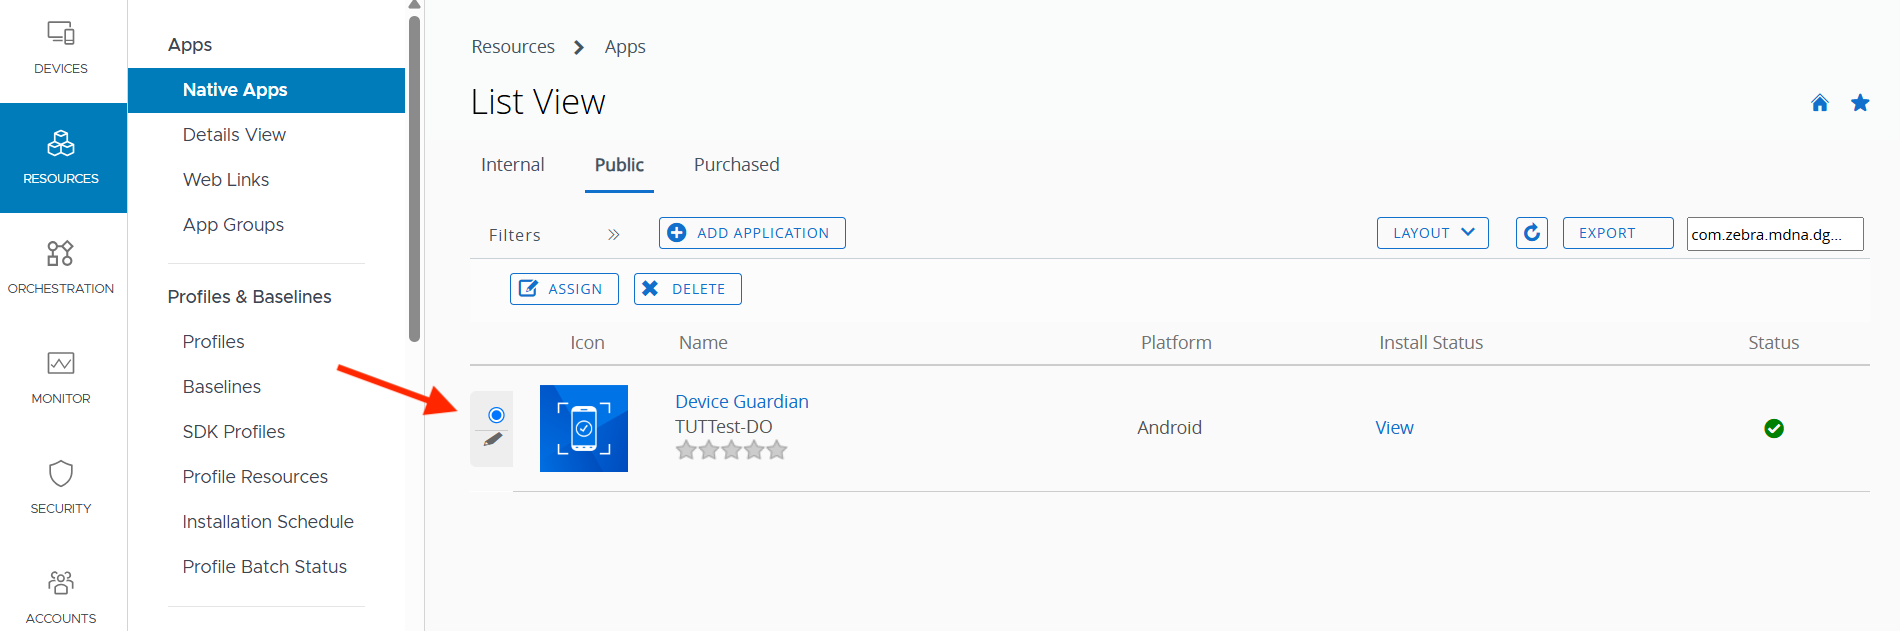 DEVICES
RESOURCES
ORCHESTRATION
MONITOR
SECURITY
ACCOUNTS
Apps
Native Apps
Details View
Web Links
App Groups
Profiles & Baselines
Profiles
Baselines
SDK Profiles
Profile Resources
Installation Schedule
Profile Batch Status
Resources > Apps
List View
Internal Public Purchased
Filters » ADD APPLICATION LAYOUT EXPORT com.zebra.mdna.dg...
ASSIGN DELETE
Icon Name Platform Install Status Status
Device Guardian
TUTTest-DO Android View